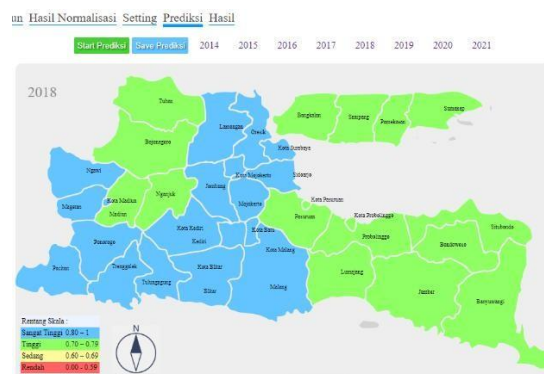 un Hasil Normalisasi Setting Prediksi Hasil
Start Prediksi Save Prediksi 2014 2015 2016 2017 2018 2019 2020 2021
2018
Tuban
Lamongan
Gresik
Bangkalan
Sampang
Pamekasan
Sumenep
Bojonegoro
Kota Surabaya
Sidoarjo
Ngawi
Magetan
Kota Madiun
Madiun
Nganjuk
Jombang
Kota Mojokerto
Mojokerto
Kota Pasuruan
Pasuruan
Kota Probolinggo
Probolinggo
Situbondo
Bondowoso
Ponorogo
Kota Kediri
Kediri
Kota Batu
Kota Malang
Malang
Pacitan
Trenggalek
Tulungagung
Kota Blitar
Blitar
Lumajang
Jember
Banyuwangi
Rentang Skala :
Sangat Tinggi 0.80 – 1
Tinggi 0.70 – 0.79
Sedang 0.60 – 0.69
Rendah 0.00 - 0.59
N